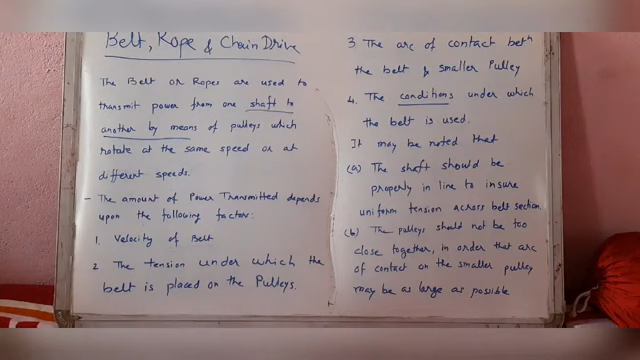 Belt, Rope & Chain Drive
The Belt or Ropes are used to
transmit power from one shaft to
another by means of pulleys which
rotate at the same speed or at
different speeds.
- The amount of Power Transmitted depends
upon the following factor:
1. Velocity of Belt
2 The tension under which the
belt is placed on the Pulleys.
3 The arc of contact betn
the belt & smaller Pulley
4. The conditions under which
the belt is used.
It may be noted that
(a) The shaft should be
properly in line to insure
uniform tension across belt section.
(b) The pulleys should not be too
close together, in order that arc
of contact on the smaller pulley
may be as large as possible